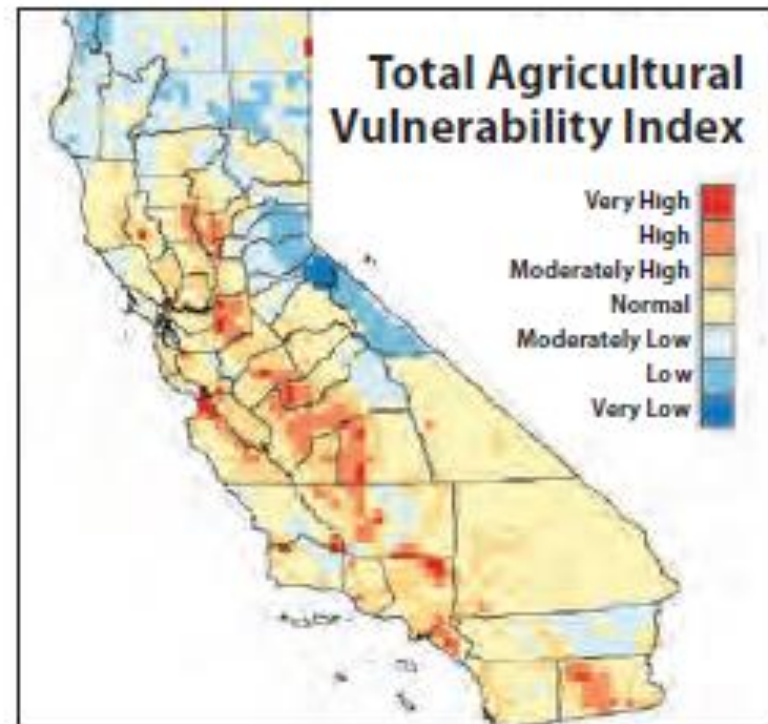 Total Agricultural
Vulnerability Index
Very High
High
Moderately High
Normal
Moderately Low
Low
Very Low